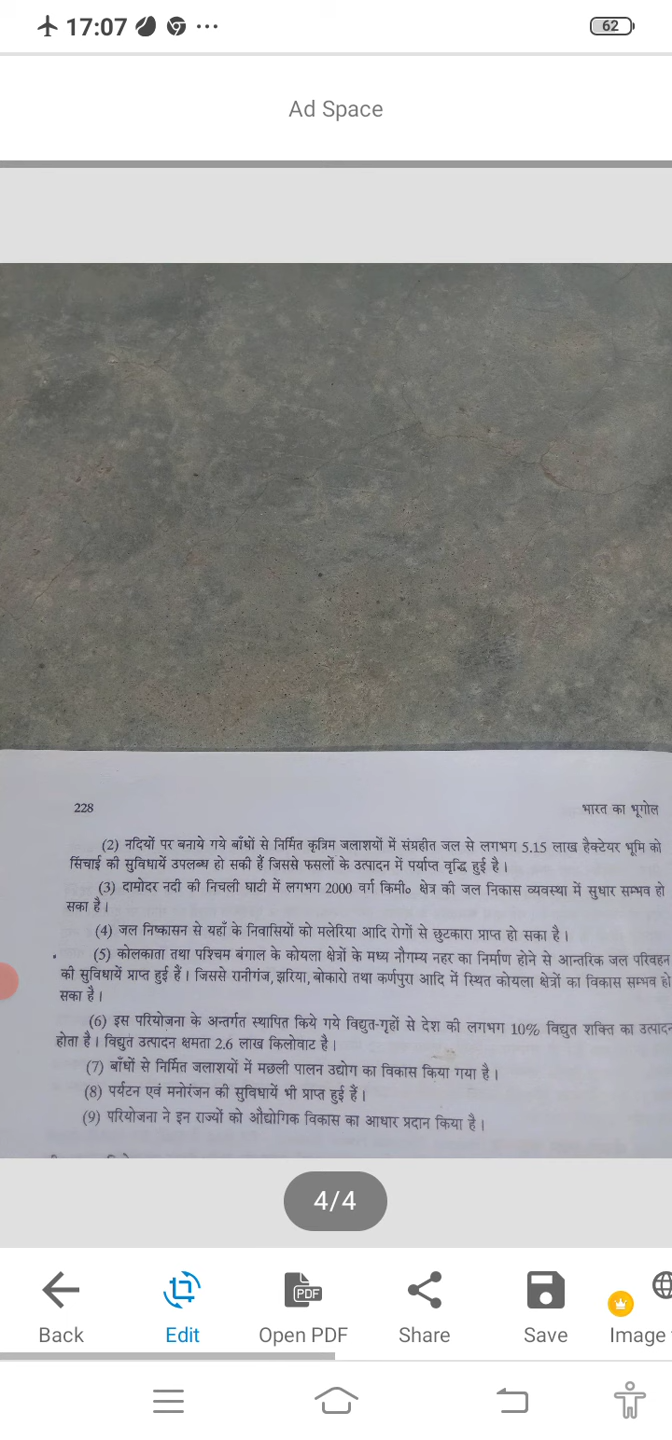 17:07
62
Ad Space
228
भारत का भूगोल
(2) नदियों पर बनाये गये बाँधों से निर्मित कृत्रिम जलाशयों में संग्रहीत जल से लगभग 5.15 लाख हैक्टेयर भूमि को
सिंचाई की सुविधायें उपलब्ध हो सकी हैं जिससे फसलों के उत्पादन में पर्याप्त वृद्धि हुई है।
(3) दामोदर नदी की निचली घाटी में लगभग 2000 वर्ग किमी० क्षेत्र की जल निकास व्यवस्था में सुधार सम्भव हो
सका है।
(4) जल निष्कासन से यहाँ के निवासियों को मलेरिया आदि रोगों से छुटकारा प्राप्त हो सका है।
(5) कोलकाता तथा पश्चिम बंगाल के कोयला क्षेत्रों के मध्य नौगम्य नहर का निर्माण होने से आन्तरिक जल परिवहन
की सुविधायें प्राप्त हुई हैं। जिससे रानीगंज, झरिया, बोकारो तथा कर्णपुरा आदि में स्थित कोयला क्षेत्रों का विकास सम्भव हो
सका है।
(6) इस परियोजना के अन्तर्गत स्थापित किये गये विद्युत-गृहों से देश की लगभग 10% विद्युत शक्ति का उत्पादन
होता है। विद्युत उत्पादन क्षमता 2.6 लाख किलोवाट है।
(7) बाँधों से निर्मित जलाशयों में मछली पालन उद्योग का विकास किया गया है।
(8) पर्यटन एवं मनोरंजन की सुविधायें भी प्राप्त हुई हैं।
(9) परियोजना ने इन राज्यों को औद्योगिक विकास का आधार प्रदान किया है।
4/4
PDF
Back Edit Open PDF Share Save Image